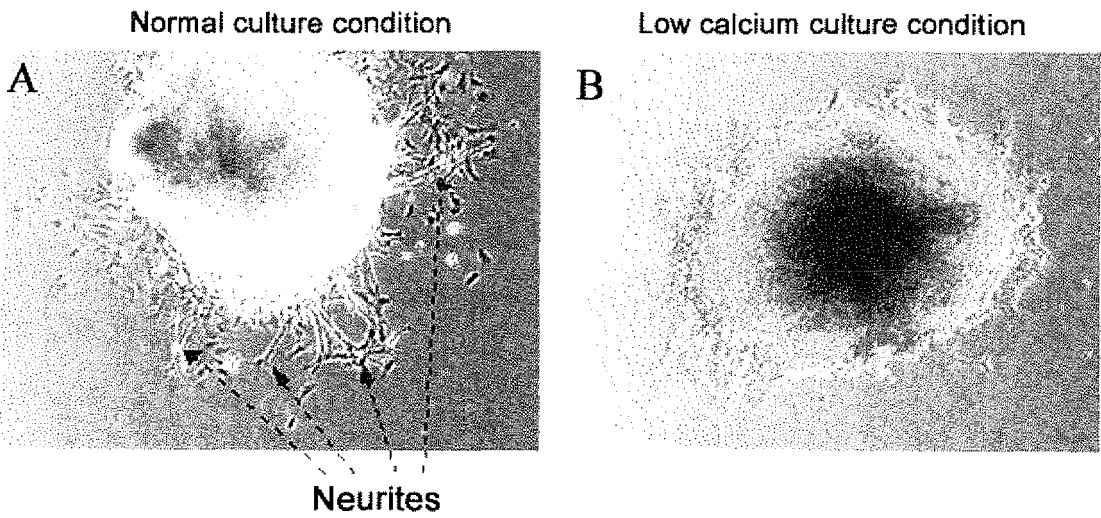 Normal culture condition
Low calcium culture condition
A
B
Neurites